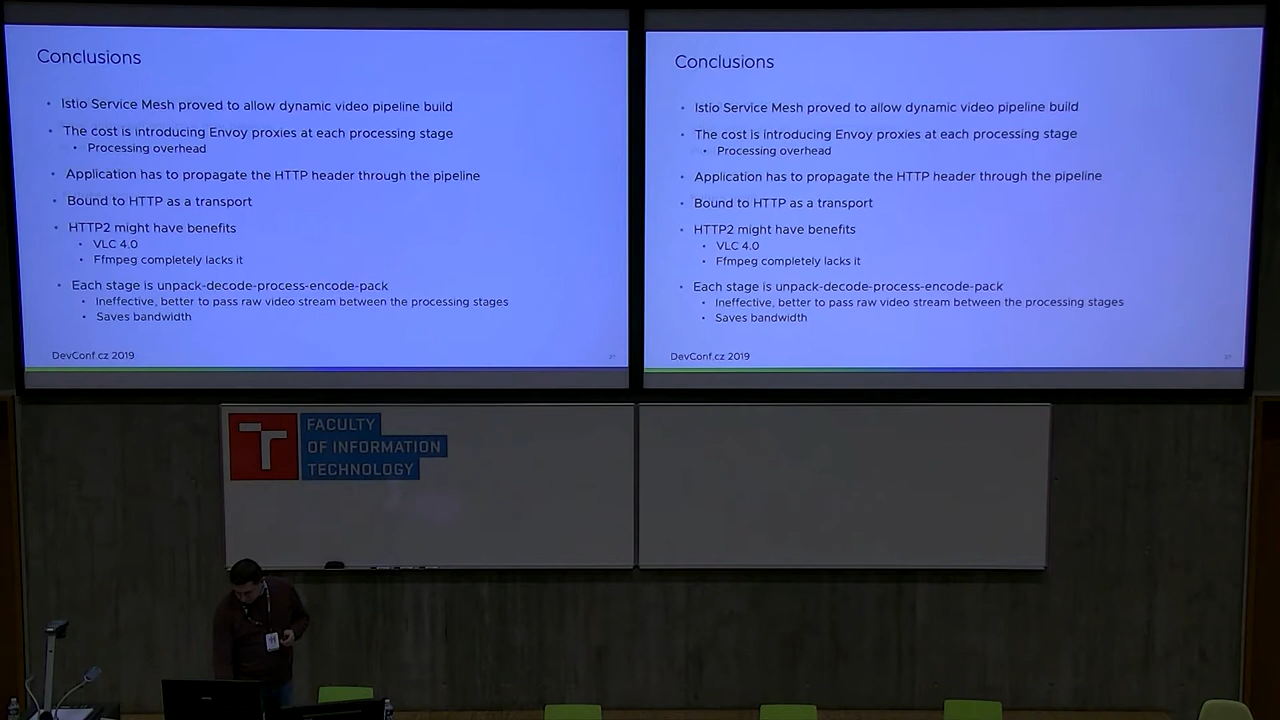 Conclusions
• Istio Service Mesh proved to allow dynamic video pipeline build
• The cost is introducing Envoy proxies at each processing stage
• Processing overhead
• Application has to propagate the HTTP header through the pipeline
• Bound to HTTP as a transport
• HTTP2 might have benefits
• VLC 4.0
• Ffmpeg completely lacks it
• Each stage is unpack-decode-process-encode-pack
• Ineffective, better to pass raw video stream between the processing stages
• Saves bandwidth
DevConf.cz 2019
Conclusions
• Istio Service Mesh proved to allow dynamic video pipeline build
• The cost is introducing Envoy proxies at each processing stage
• Processing overhead
• Application has to propagate the HTTP header through the pipeline
• Bound to HTTP as a transport
• HTTP2 might have benefits
• VLC 4.0
• Ffmpeg completely lacks it
• Each stage is unpack-decode-process-encode-pack
• Ineffective, better to pass raw video stream between the processing stages
• Saves bandwidth
DevConf.cz 2019
FACULTY
OF INFORMATION
TECHNOLOGY